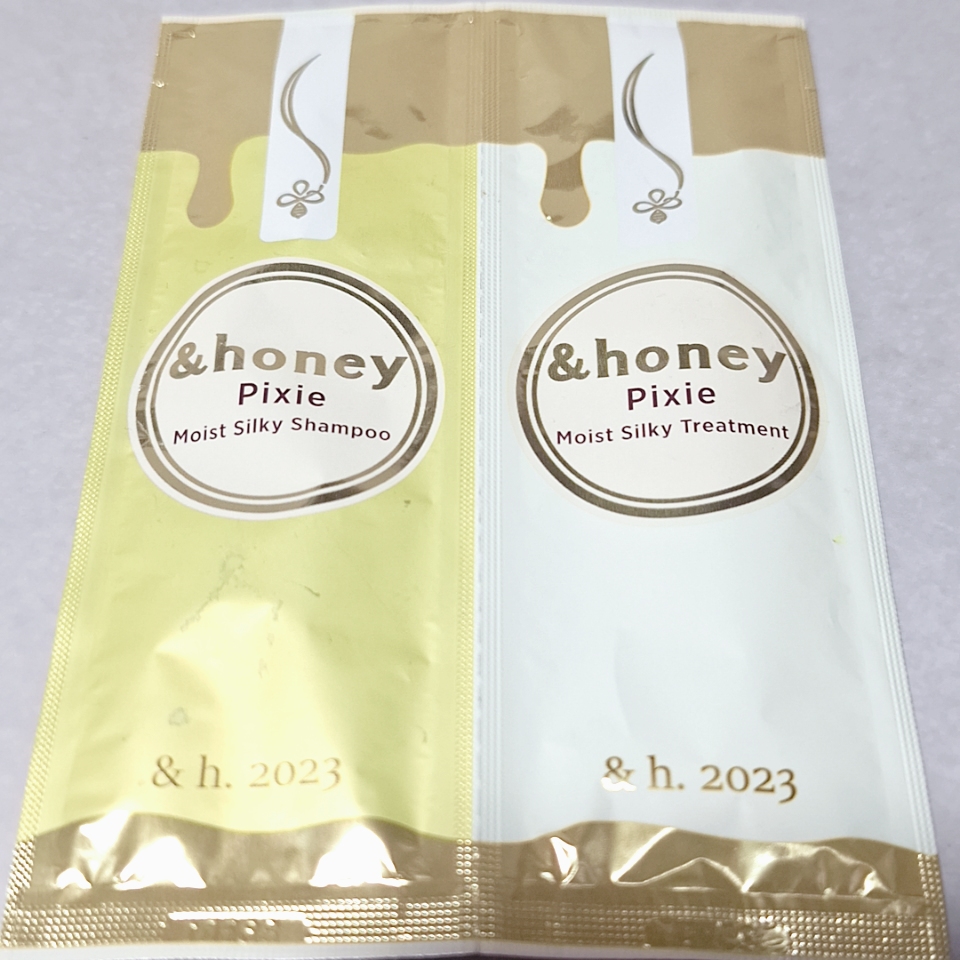 &honey
Pixie
Moist Silky Shampoo
& h. 2023
&honey
Pixie
Moist Silky Treatment
& h. 2023